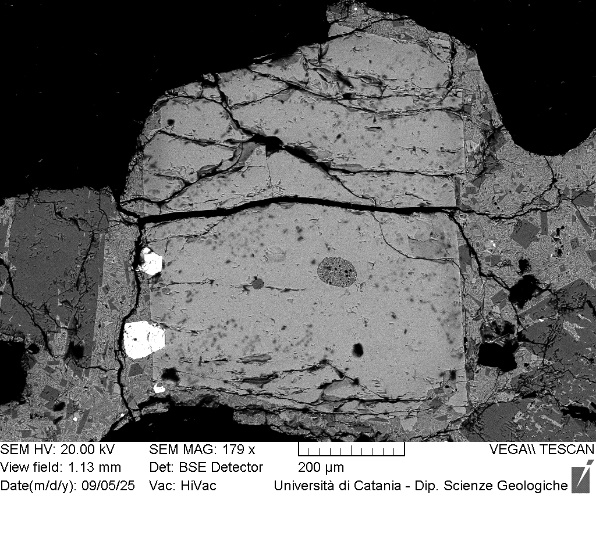 SEM HV: 20.00 kV SEM MAG: 179 x VEGA\\ TESCAN
View field: 1.13 mm Det: BSE Detector 200 µm
Date(m/d/y): 09/05/25 Vac: HiVac Università di Catania - Dip. Scienze Geologiche